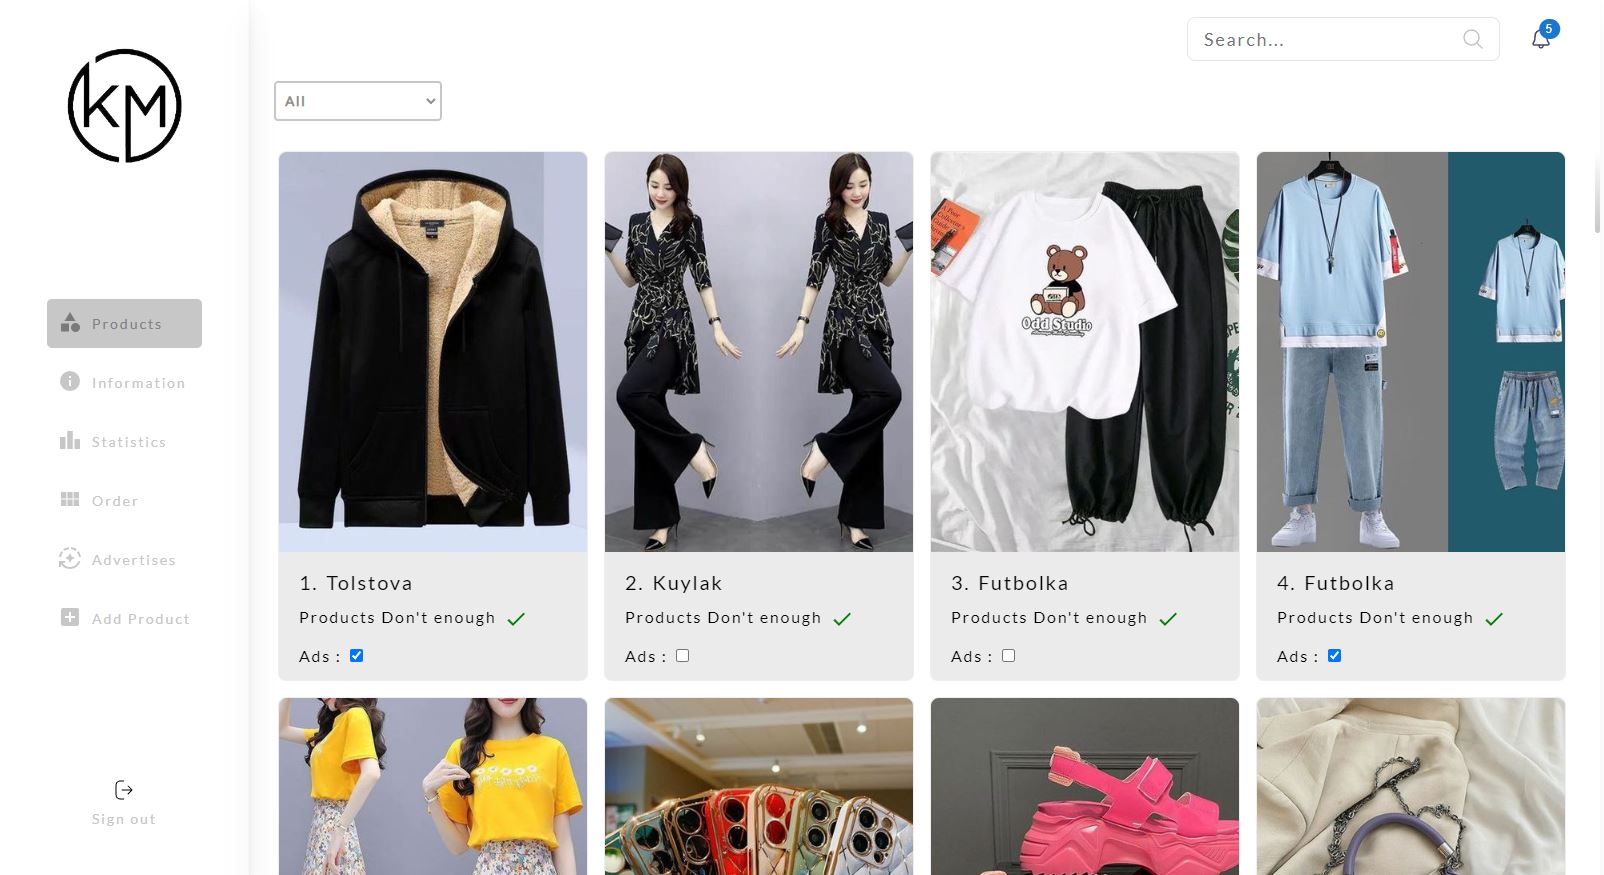 KM
Search...
5
All
Products
Information
Statistics
Order
Advertises
Add Product
Sign out
Odd Studio
1. Tolstova
Products Don't enough
Ads :
2. Kuylak
Products Don't enough
Ads :
3. Futbolka
Products Don't enough
Ads :
4. Futbolka
Products Don't enough
Ads :